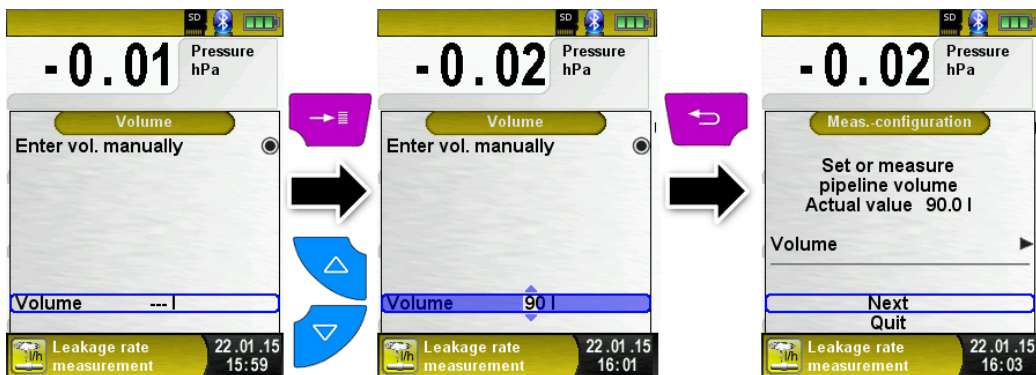 SD
-0.01
Pressure
hPa
Volume
Enter vol. manually
Volume --- l
Leakage rate
measurement
22.01.15
15:59
l/h
SD
-0.02
Pressure
hPa
Volume
Enter vol. manually
Volume 90 l
Leakage rate
measurement
22.01.15
16:01
l/h
SD
-0.02
Pressure
hPa
Meas.-configuration
Set or measure
pipeline volume
Actual value 90.0 l
Volume
Next
Quit
Leakage rate
measurement
22.01.15
16:03
l/h